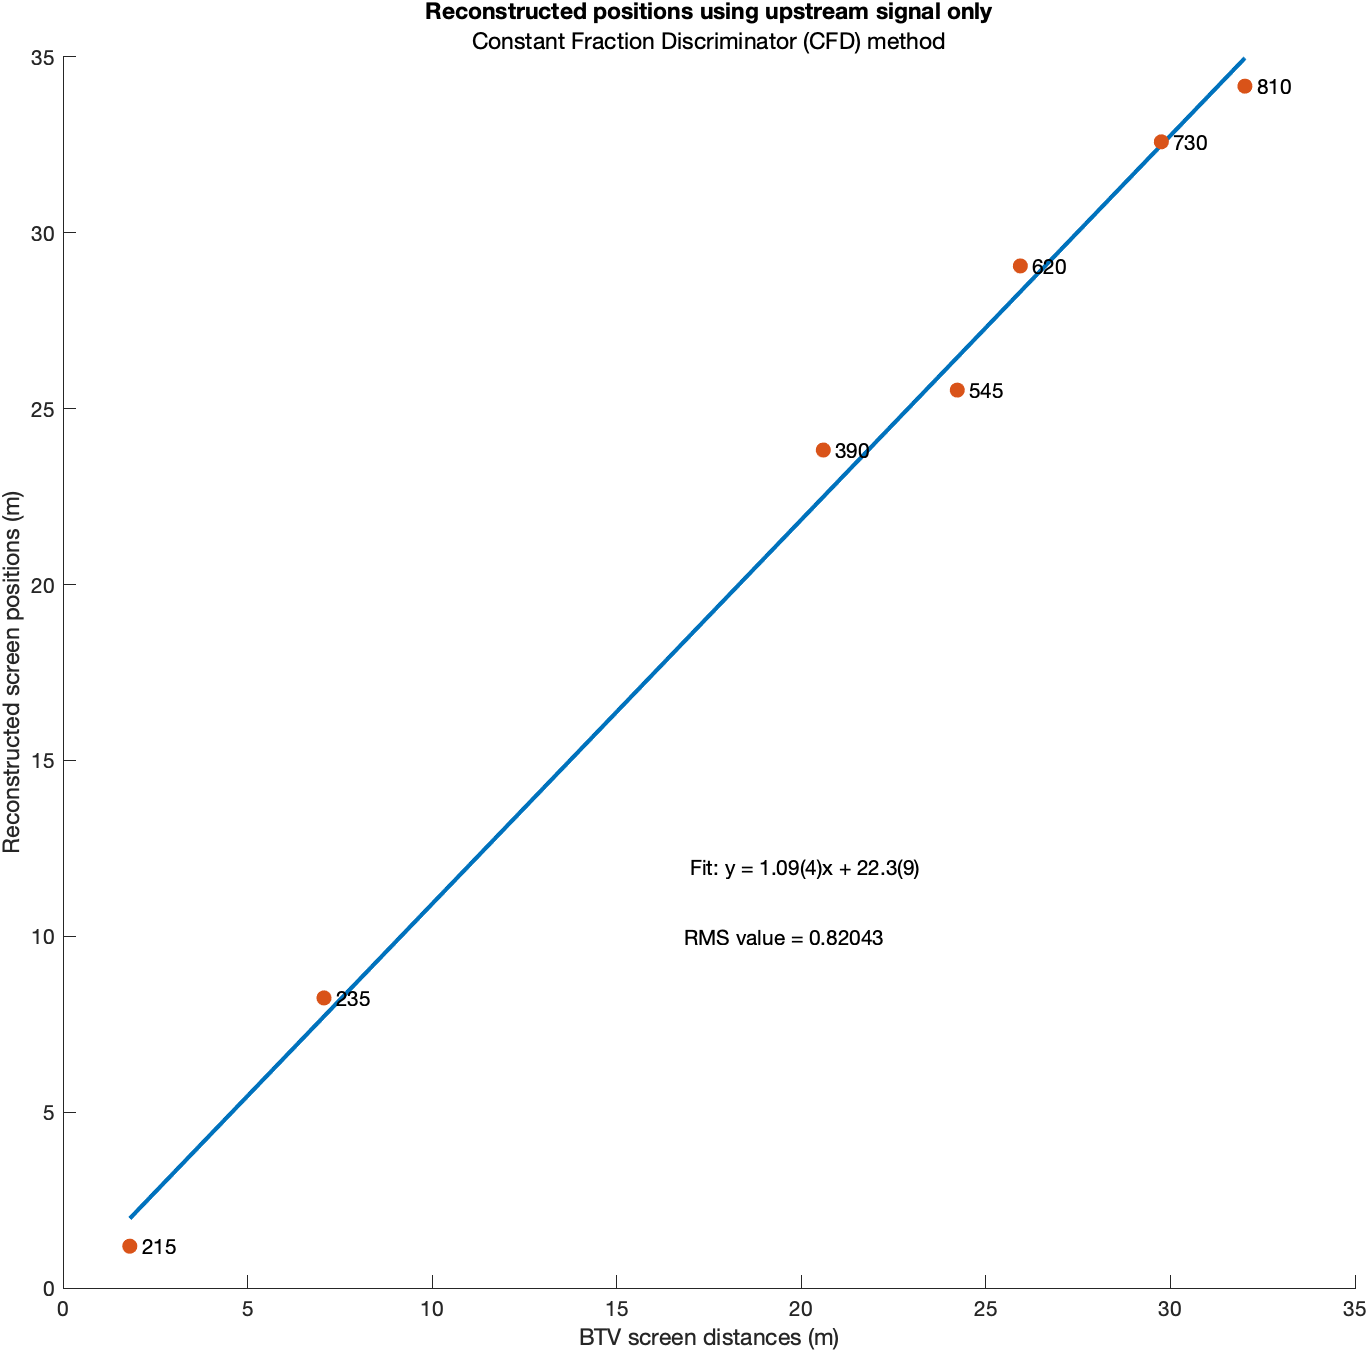 Reconstructed positions using upstream signal only
Constant Fraction Discriminator (CFD) method
35
30
25
20
15
10
5
0
Reconstructed screen positions (m)
810
730
620
545
390
235
215
Fit: y = 1.09(4)x + 22.3(9)
RMS value = 0.82043
0 5 10 15 20 25 30 35
BTV screen distances (m)